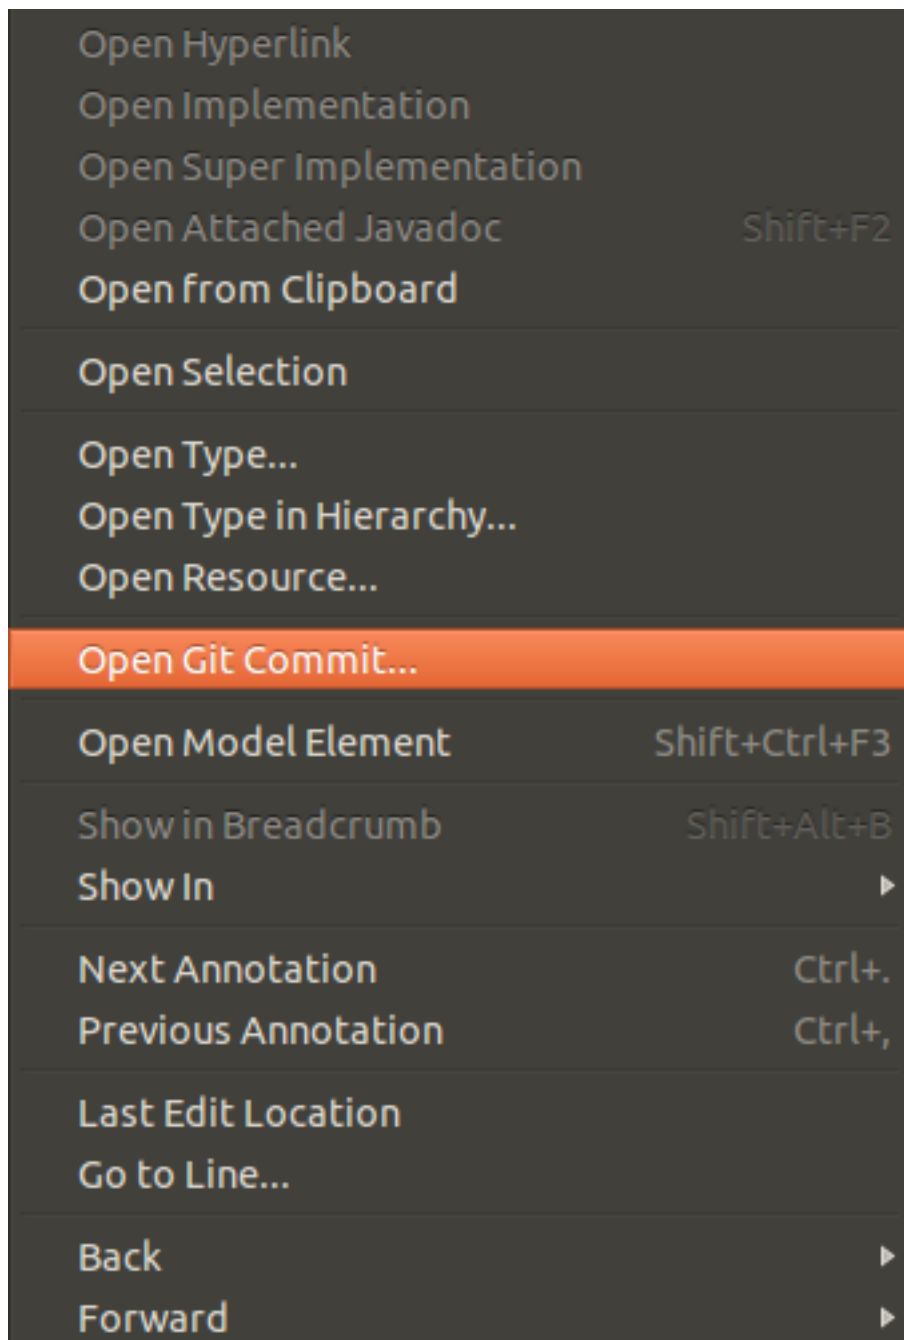 Open Hyperlink
Open Implementation
Open Super Implementation
Open Attached Javadoc Shift+F2
Open from Clipboard
Open Selection
Open Type...
Open Type in Hierarchy...
Open Resource...
Open Git Commit...
Open Model Element Shift+Ctrl+F3
Show in Breadcrumb Shift+Alt+B
Show In
Next Annotation Ctrl+.
Previous Annotation Ctrl+,
Last Edit Location
Go to Line...
Back
Forward